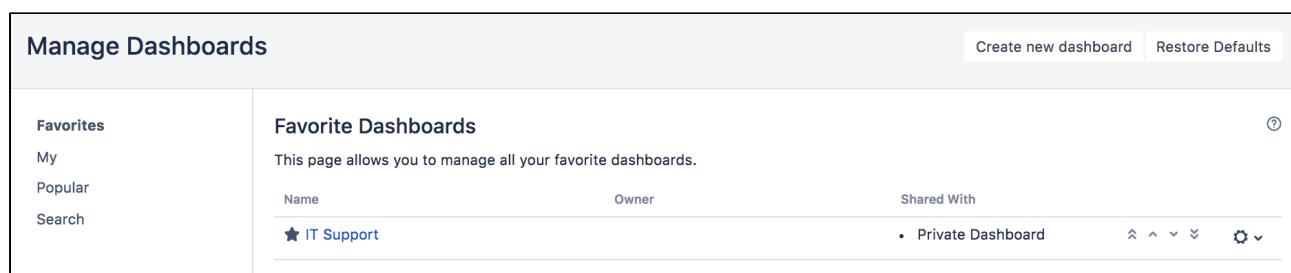 Manage Dashboards
Create new dashboard Restore Defaults
Favorites
My
Popular
Search
Favorite Dashboards
This page allows you to manage all your favorite dashboards.
Name Owner Shared With
IT Support • Private Dashboard